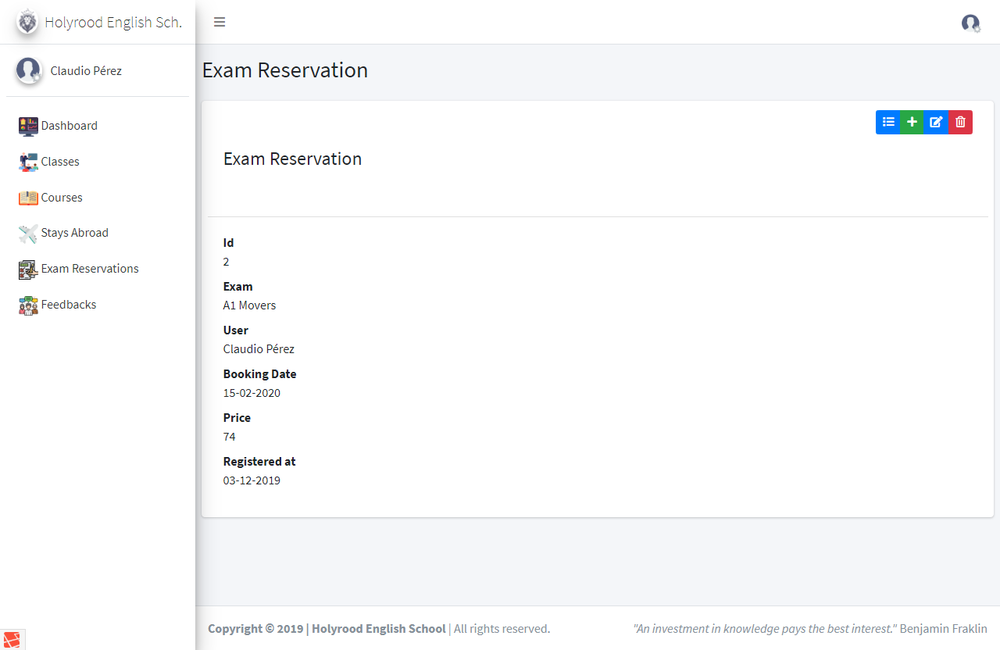 Holyrood English Sch.
Claudio Pérez
Dashboard
Classes
Courses
Stays Abroad
Exam Reservations
Feedbacks
Exam Reservation
Exam Reservation
Id
2
Exam
A1 Movers
User
Claudio Pérez
Booking Date
15-02-2020
Price
74
Registered at
03-12-2019
Copyright © 2019 | Holyrood English School | All rights reserved.
"An investment in knowledge pays the best interest." Benjamin Fraklin